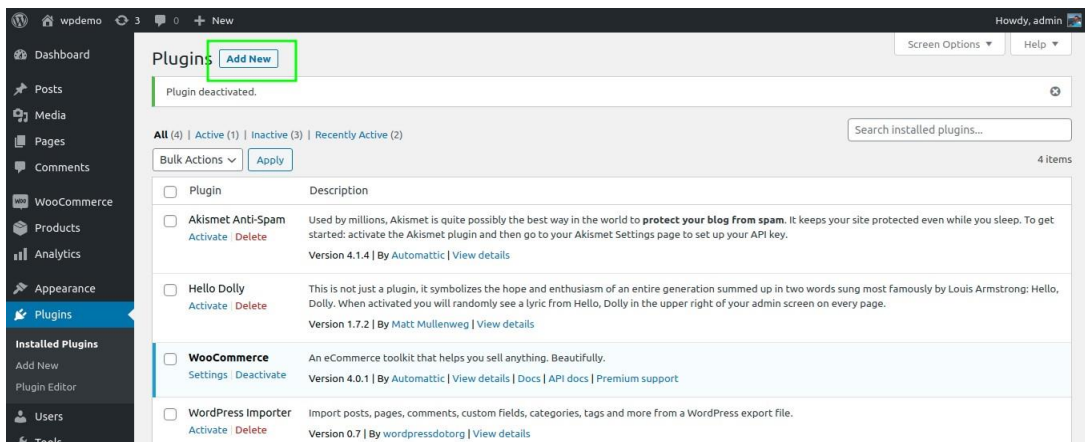 wpdemo 3 0 + New Howdy, admin
Screen Options ▼ Help ▼
Dashboard
Posts
Media
Pages
Comments
WooCommerce
Products
Analytics
Appearance
Plugins
Installed Plugins
Add New
Plugin Editor
Users
Tools
Plugins Add New
Plugin deactivated.
All (4) | Active (1) | Inactive (3) | Recently Active (2)
Search installed plugins...
Bulk Actions Apply
4 items
Plugin Description
Akismet Anti-Spam
Activate | Delete
Used by millions, Akismet is quite possibly the best way in the world to protect your blog from spam. It keeps your site protected even while you sleep. To get
started: activate the Akismet plugin and then go to your Akismet Settings page to set up your API key.
Version 4.1.4 | By Automattic | View details
Hello Dolly
Activate | Delete
This is not just a plugin, it symbolizes the hope and enthusiasm of an entire generation summed up in two words sung most famously by Louis Armstrong: Hello,
Dolly. When activated you will randomly see a lyric from Hello, Dolly in the upper right of your admin screen on every page.
Version 1.7.2 | By Matt Mullenweg | View details
WooCommerce
Settings | Deactivate
An eCommerce toolkit that helps you sell anything. Beautifully.
Version 4.0.1 | By Automattic | View details | Docs | API docs | Premium support
WordPress Importer
Activate | Delete
Import posts, pages, comments, custom fields, categories, tags and more from a WordPress export file.
Version 0.7 | By wordpressdotorg | View details